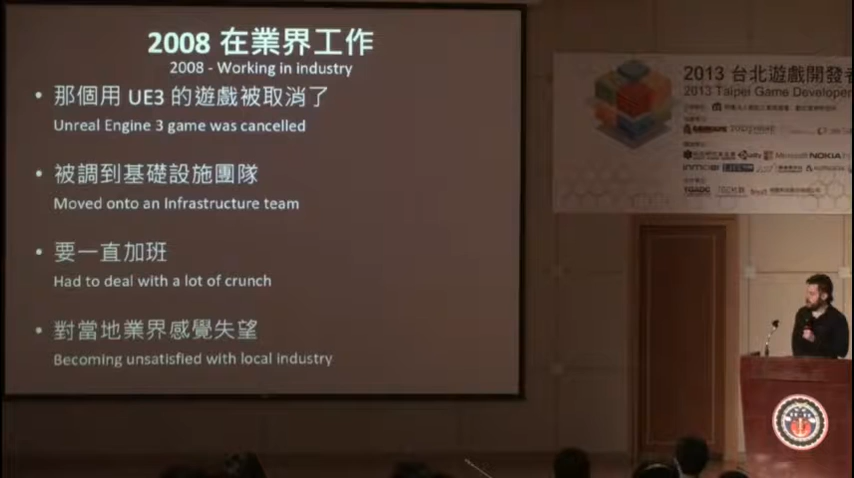 2008 在業界工作
2008 - Working in industry
• 那個用 UE3 的遊戲被取消了
Unreal Engine 3 game was cancelled
• 被調到基礎設施團隊
Moved onto an Infrastructure team
• 要一直加班
Had to deal with a lot of crunch
• 對當地業界感覺失望
Becoming unsatisfied with local industry
2013 台北遊戲開發者
2013 Taipei Game Developer
unity
Microsoft
NOKIA